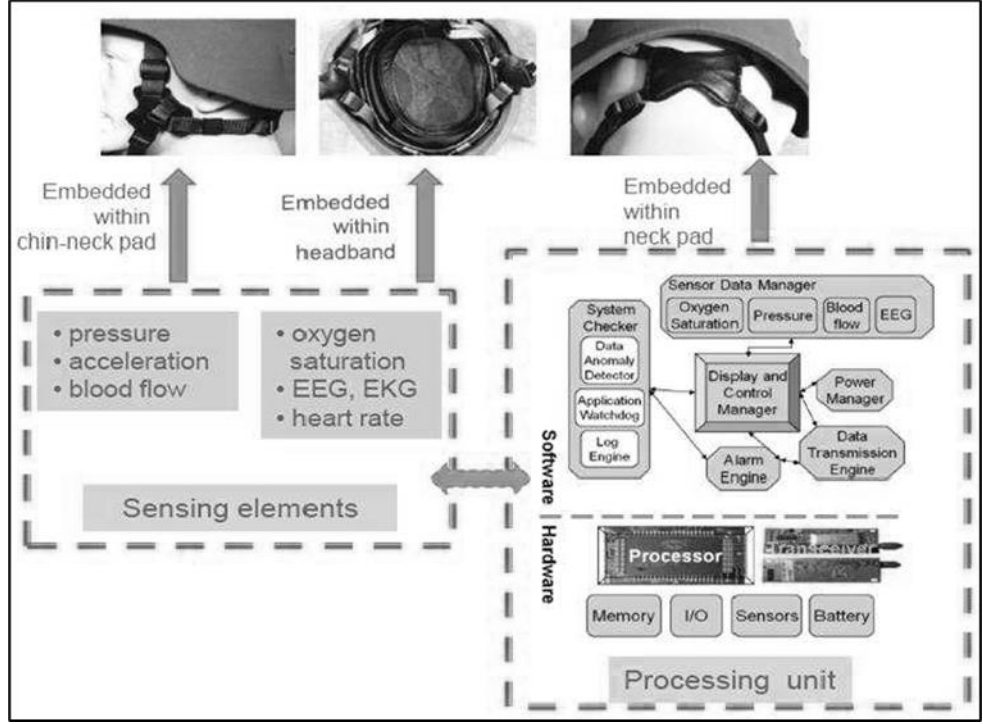 Embedded
within
chin-neck pad
Embedded
within
headband
Embedded
within
neck pad
• pressure
• acceleration
• blood flow
• oxygen
saturation
• EEG, EKG
• heart rate
Sensing elements
Sensor Data Manager
Oxygen
Saturation
Pressure
Blood
flow
EEG
System
Checker
Data
Anomaly
Detector
Application
Watchdog
Log
Engine
Display and
Control
Manager
Power
Manager
Data
Transmission
Engine
Alarm
Engine
Software
Hardware
Processor
Transceiver
Memory
I/O
Sensors
Battery
Processing unit